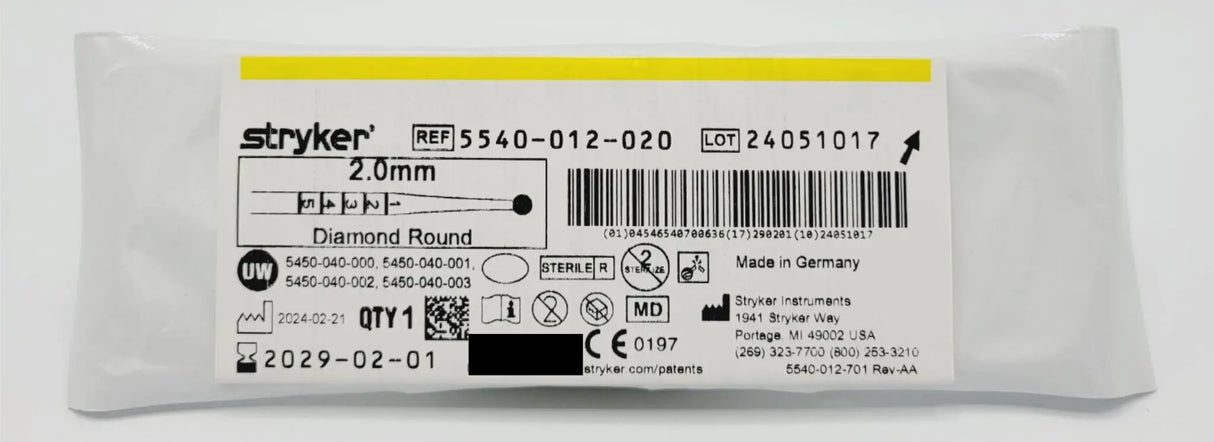 stryker®
REF 5540-012-020
LOT 24051017
2.0mm
5 4 3 2 1
Diamond Round
(01)04546540700636(17)290201(10)24051017
UW 5450-040-000, 5450-040-001,
5450-040-002, 5450-040-003
STERILE R
2
STERILIZE
Made in Germany
2024-02-21
QTY 1
i
2
MD
2029-02-01
CE 0197
stryker.com/patents
Stryker Instruments
1941 Stryker Way
Portage, MI 49002 USA
(269) 323-7700 (800) 253-3210
5540-012-701 Rev-AA